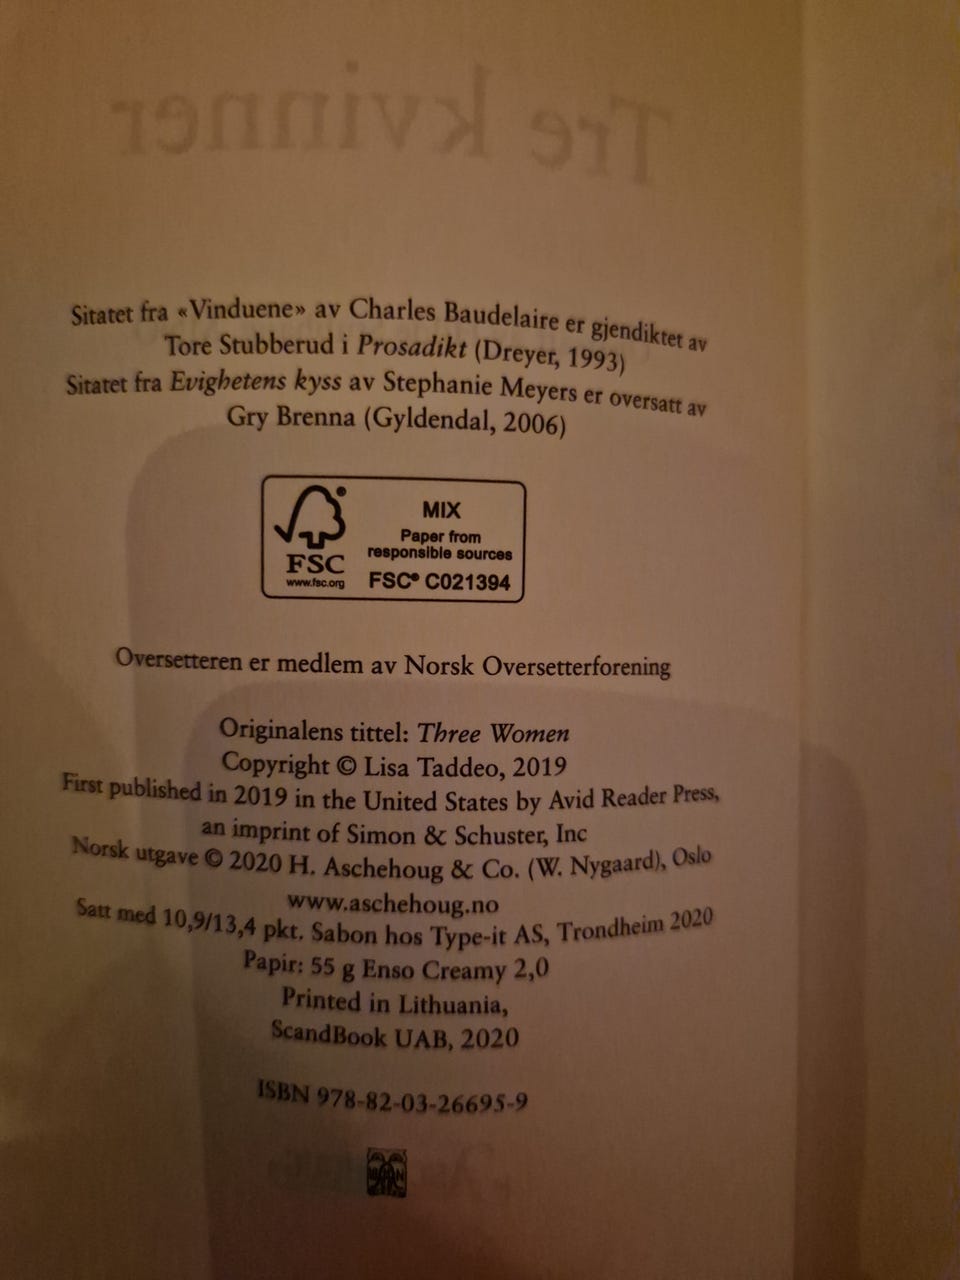 Tre kvinner
Sitatet fra «Vinduene» av Charles Baudelaire er gjendiktet av
Tore Stubberud i Prosadikt (Dreyer, 1993)
Sitatet fra Evighetens kyss av Stephanie Meyers er oversatt av
Gry Brenna (Gyldendal, 2006)
MIX
Paper from
responsible sources
FSC® C021394
FSC
www.fsc.org
Oversetteren er medlem av Norsk Oversetterforening
Originalens tittel: Three Women
Copyright © Lisa Taddeo, 2019
First published in 2019 in the United States by Avid Reader Press,
an imprint of Simon & Schuster, Inc
Norsk utgave © 2020 H. Aschehoug & Co. (W. Nygaard), Oslo
www.aschehoug.no
Satt med 10,9/13,4 pkt. Sabon hos Type-it AS, Trondheim 2020
Papir: 55 g Enso Creamy 2,0
Printed in Lithuania,
ScandBook UAB, 2020
ISBN 978-82-03-26695-9